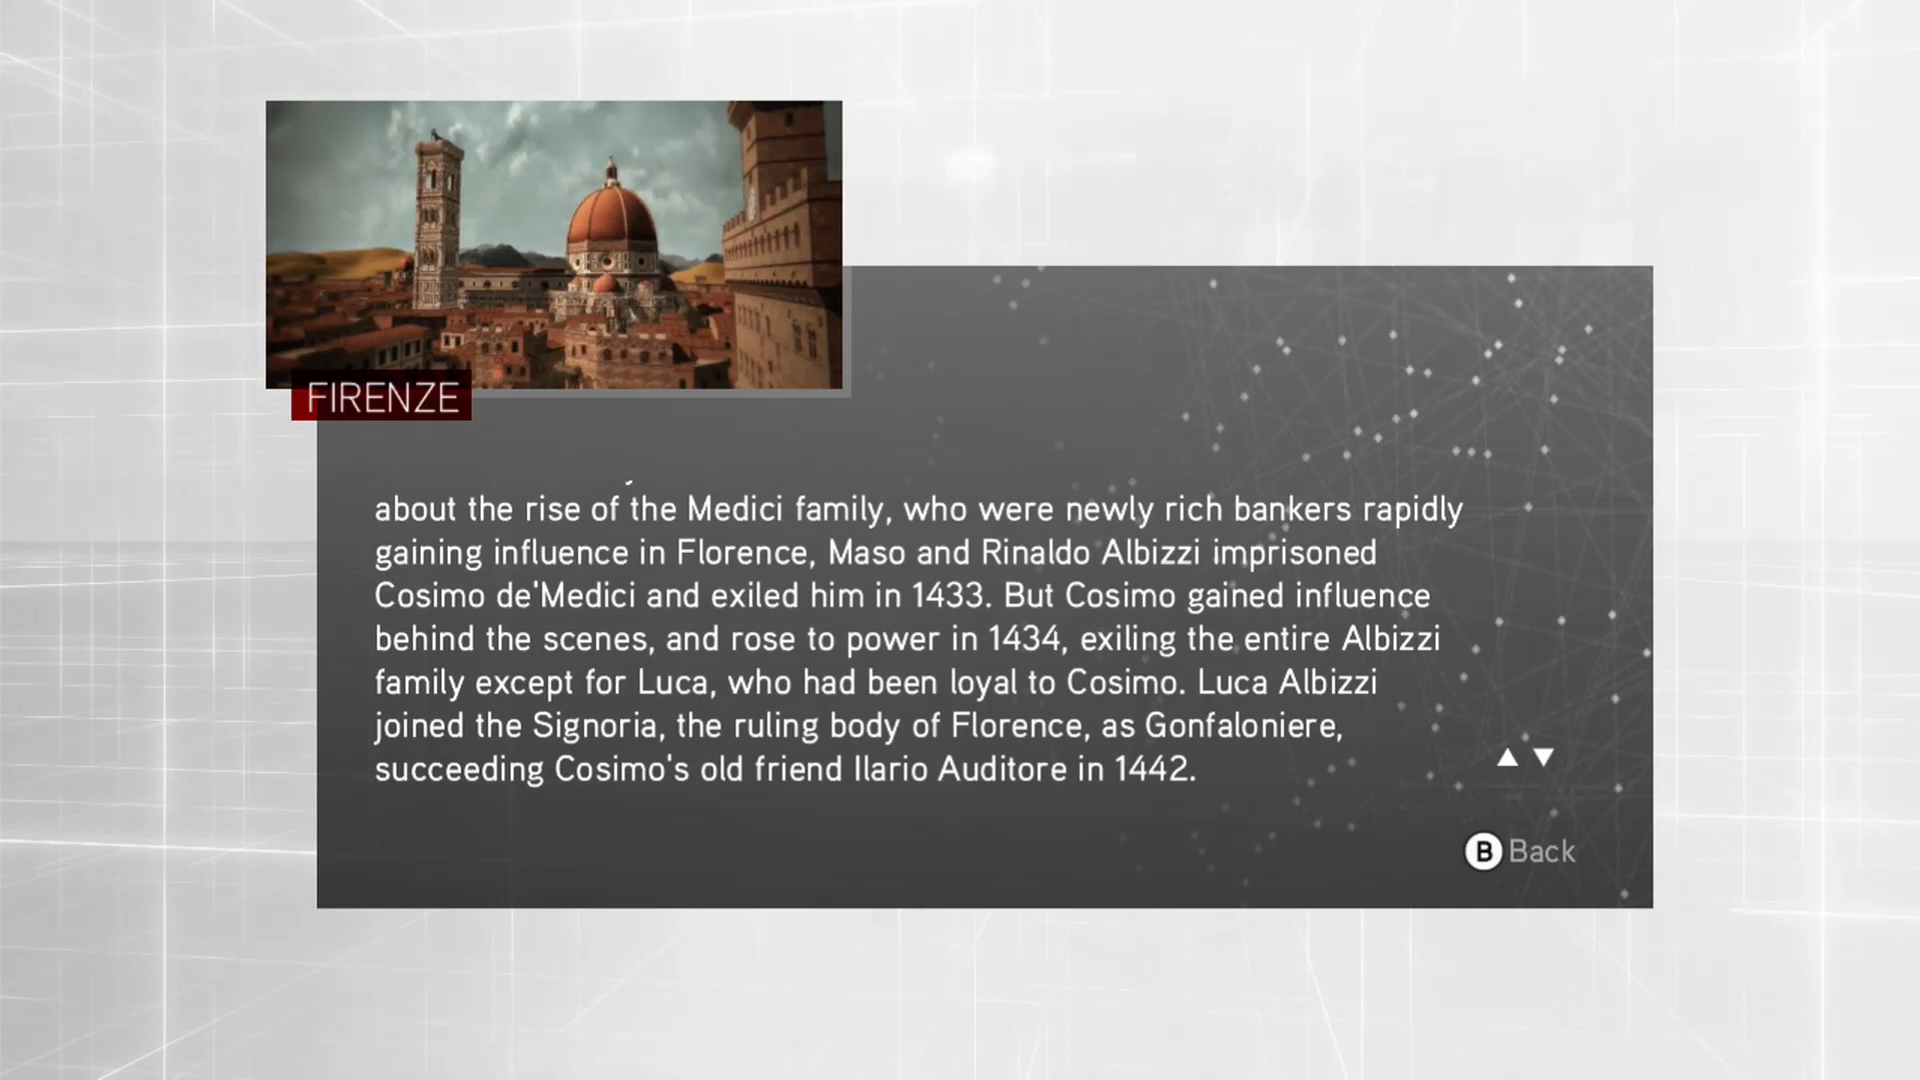 FIRENZE
about the rise of the Medici family, who were newly rich bankers rapidly
gaining influence in Florence, Maso and Rinaldo Albizzi imprisoned
Cosimo de'Medici and exiled him in 1433. But Cosimo gained influence
behind the scenes, and rose to power in 1434, exiling the entire Albizzi
family except for Luca, who had been loyal to Cosimo. Luca Albizzi
joined the Signoria, the ruling body of Florence, as Gonfaloniere,
succeeding Cosimo's old friend Ilario Auditore in 1442.
B Back